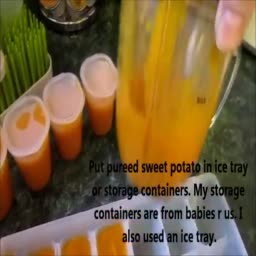 Put pureed sweet potato in ice tray
or storage containers. My storage
containers are from babies r us. I
also used an ice tray.